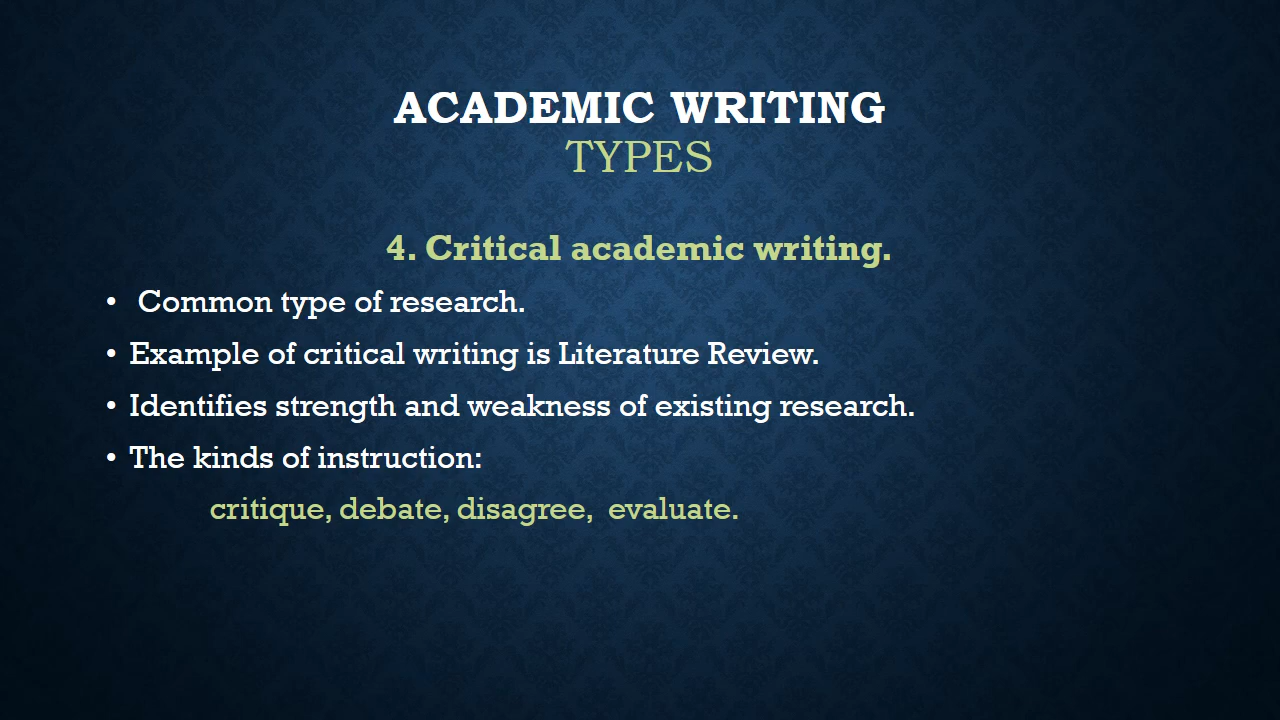 ACADEMIC WRITING
TYPES
4. Critical academic writing.
• Common type of research.
• Example of critical writing is Literature Review.
• Identifies strength and weakness of existing research.
• The kinds of instruction:
critique, debate, disagree,  evaluate.